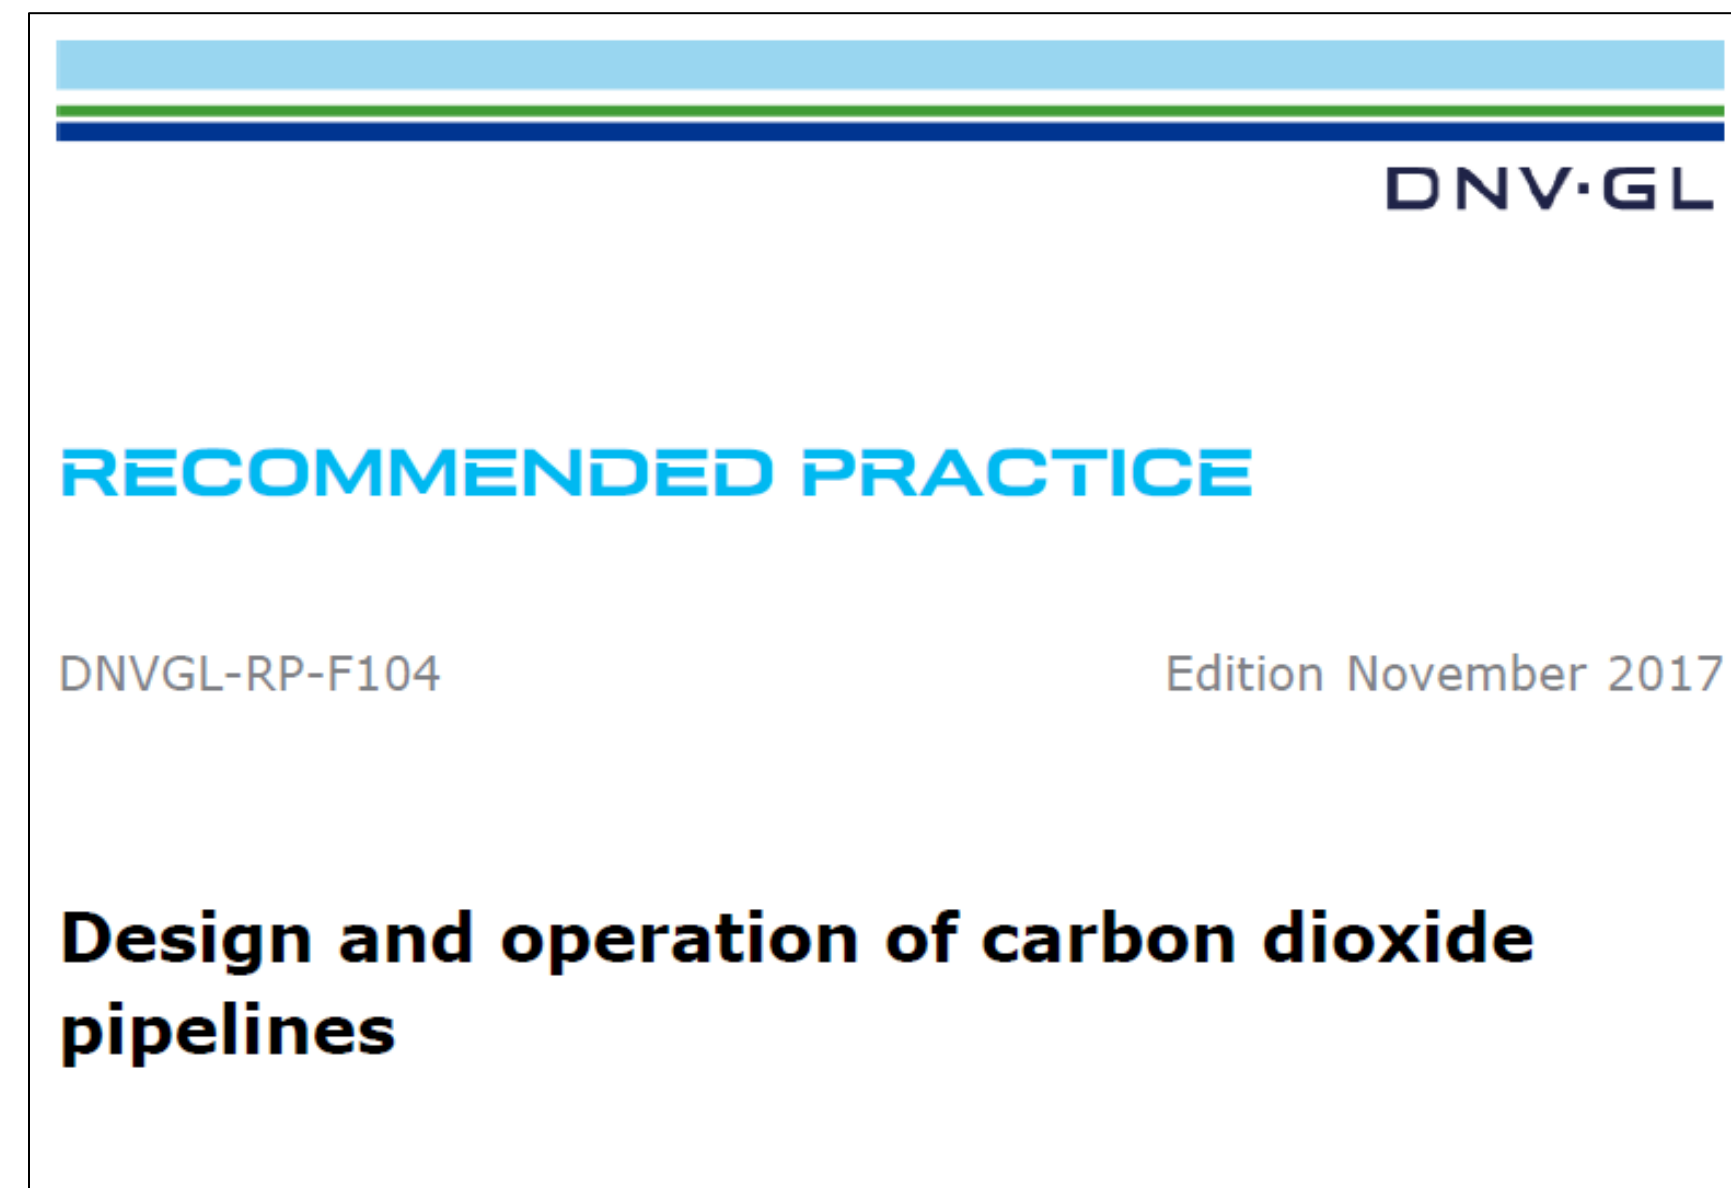 DNV·GL
RECOMMENDED PRACTICE
DNVGL-RP-F104 Edition November 2017
Design and operation of carbon dioxide
pipelines